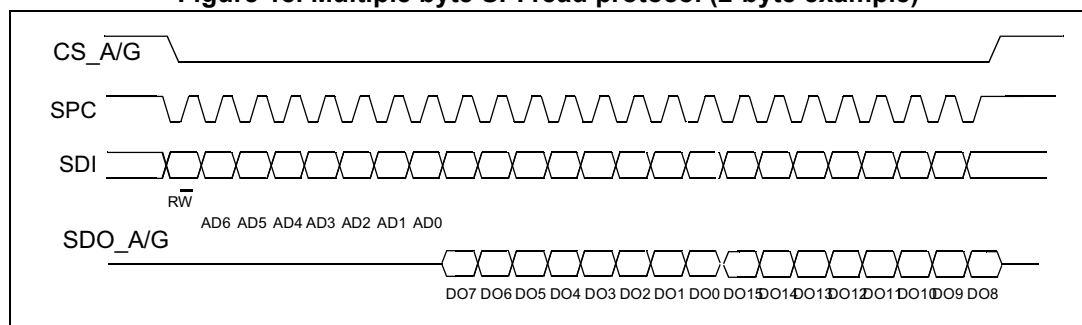 Figure 18. Multiple byte SPI read protocol (2-byte example)
CS_A/G
SPC
SDI
RW
AD6 AD5 AD4 AD3 AD2 AD1 AD0
SDO_A/G
DO7 DO6 DO5 DO4 DO3 DO2 DO1 DO0 DO15 DO14 DO13 DO12 DO11 DO10 DO9 DO8